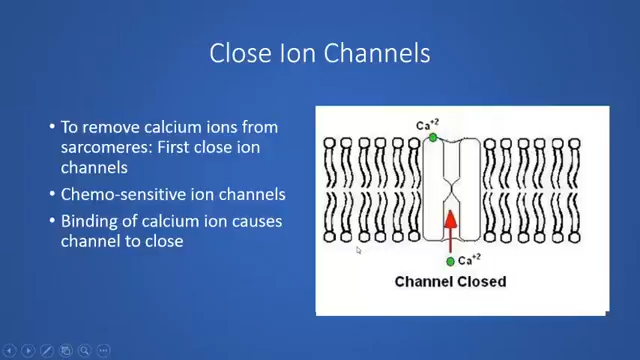 Close Ion Channels
• To remove calcium ions from
sarcomeres: First close ion
channels
• Chemo-sensitive ion channels
• Binding of calcium ion causes
channel to close
Ca+2
Ca+2
Channel Closed